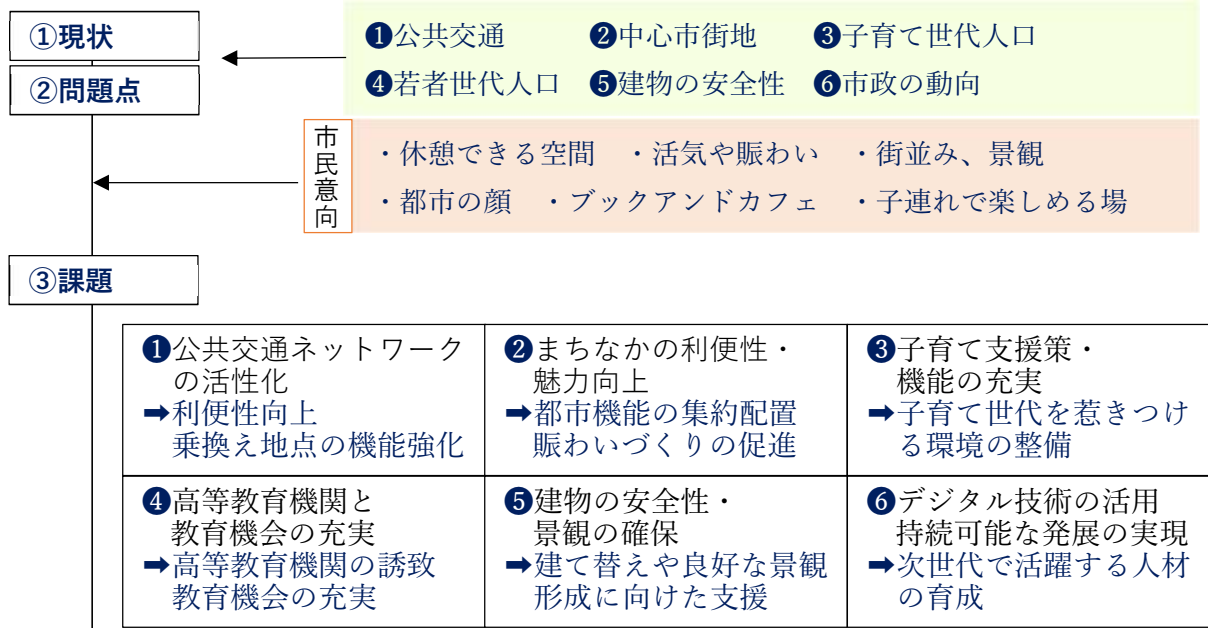 ①現状
②問題点
❶公共交通 ❷中心市街地 ❸子育て世代人口
❹若者世代人口 ❺建物の安全性 ❻市政の動向
市民意向
・休憩できる空間 ・活気や賑わい ・街並み、景観
・都市の顔 ・ブックアンドカフェ ・子連れで楽しめる場
③課題
❶公共交通ネットワーク
の活性化
➡利便性向上
乗換え地点の機能強化
❷まちなかの利便性・
魅力向上
➡都市機能の集約配置
賑わいづくりの促進
❸子育て支援策・
機能の充実
➡子育て世代を惹きつけ
る環境の整備
❹高等教育機関と
教育機会の充実
➡高等教育機関の誘致
教育機会の充実
❺建物の安全性・
景観の確保
➡建て替えや良好な景観
形成に向けた支援
❻デジタル技術の活用
持続可能な発展の実現
➡次世代で活躍する人材
の育成